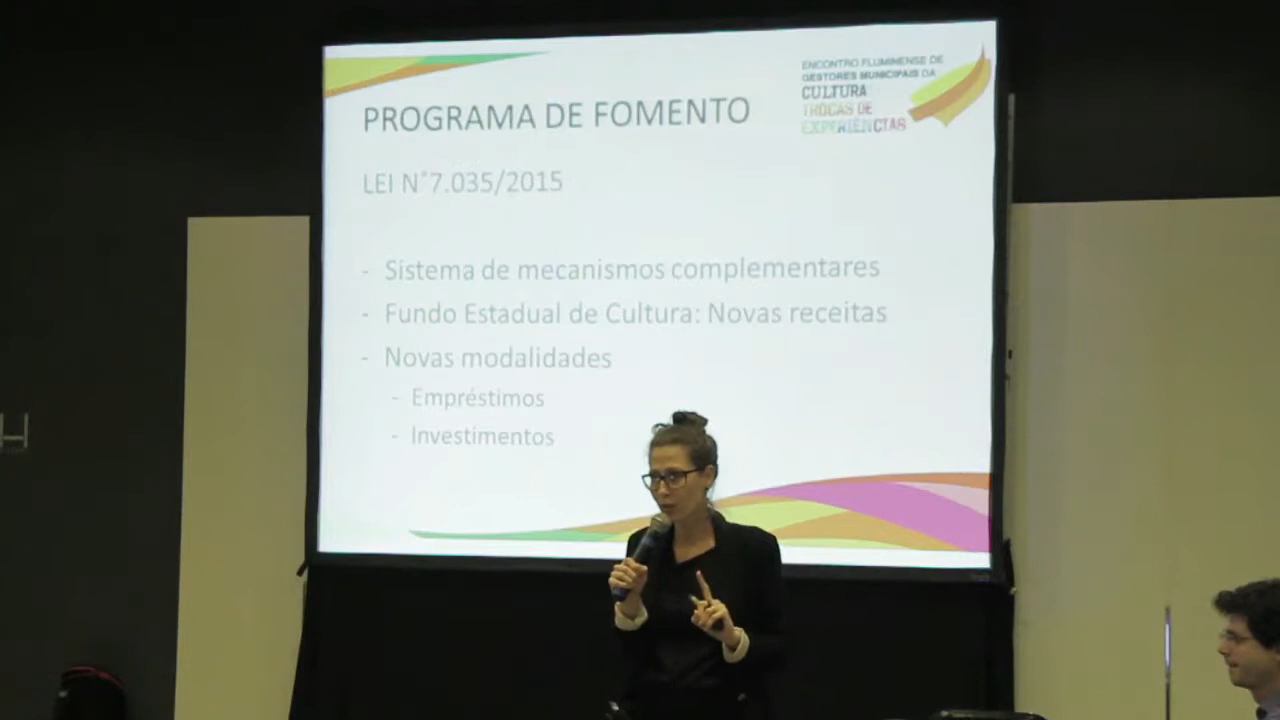 ENCONTRO FLUMINENSE DE
GESTORES MUNICIPAIS DA
CULTURA
TROCAS DE
EXPERIÊNCIAS
PROGRAMA DE FOMENTO
LEI N°7.035/2015
- Sistema de mecanismos complementares
- Fundo Estadual de Cultura: Novas receitas
- Novas modalidades
- Empréstimos
- Investimentos
H